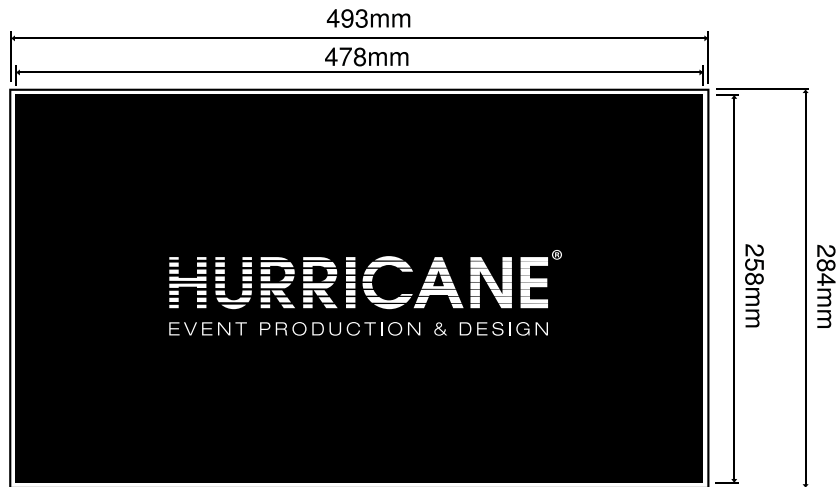 493mm
478mm
HURRICANE®
EVENT PRODUCTION & DESIGN
258mm
284mm